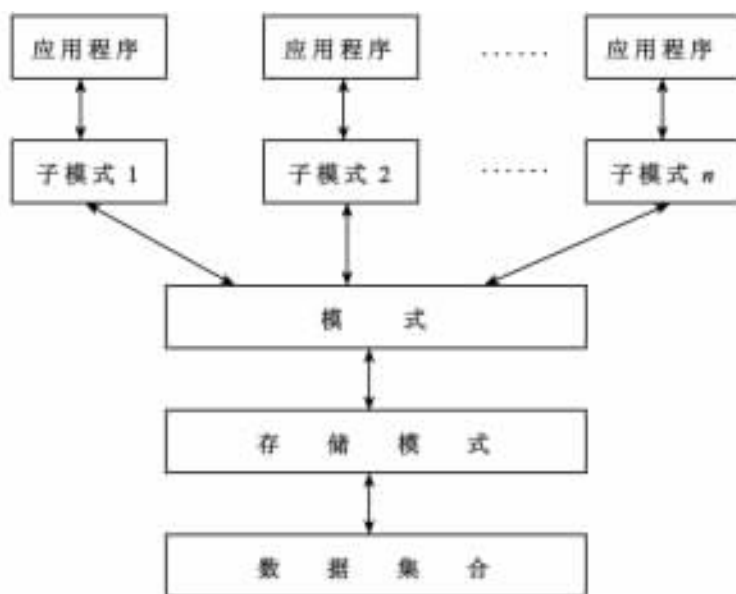 应用程序 应用程序 ...... 应用程序
子模式 1 子模式 2 ...... 子模式 n
模 式
存 储 模 式
数 据 集 合